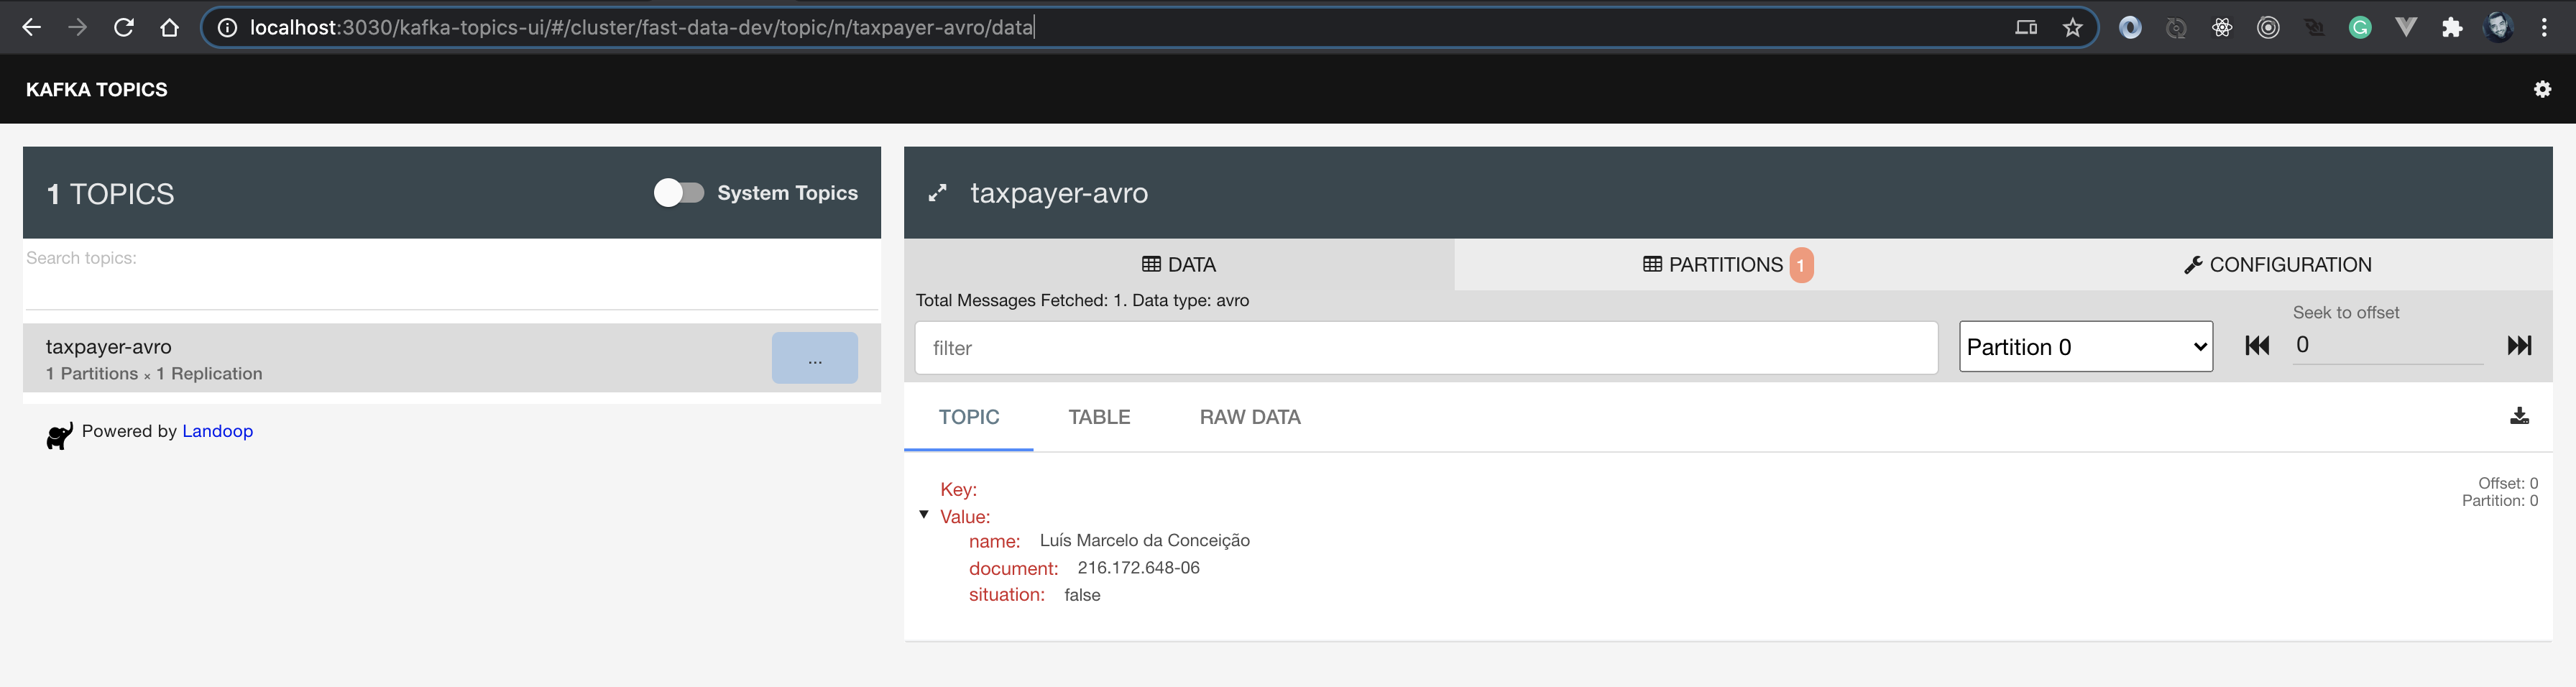 localhost:3030/kafka-topics-ui/#/cluster/fast-data-dev/topic/n/taxpayer-avro/data
KAFKA TOPICS
1 TOPICS
System Topics
Search topics:
taxpayer-avro
...
1 Partitions × 1 Replication
Powered by Landoop
taxpayer-avro
DATA
PARTITIONS 1
CONFIGURATION
Total Messages Fetched: 1. Data type: avro
filter
Partition 0
Seek to offset
0
TOPIC
TABLE
RAW DATA
Key:
Offset: 0
Partition: 0
Value:
name: Luís Marcelo da Conceição
document: 216.172.648-06
situation: false